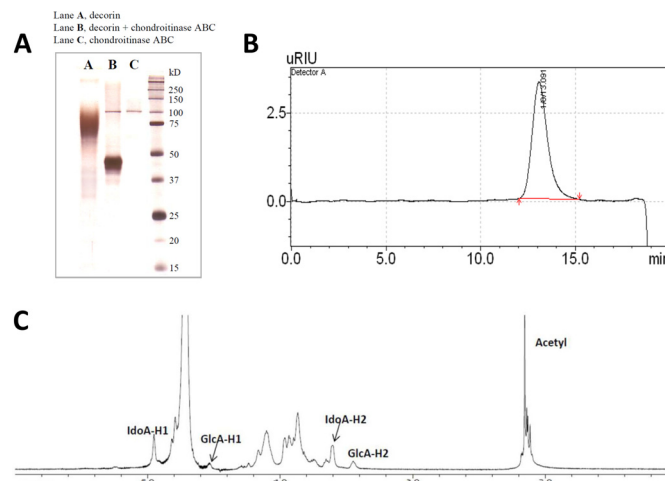 Lane A, decorin
Lane B, decorin + chondroitinase ABC
Lane C, chondroitinase ABC
A
A B C
kD
250
150
100
75
50
37
25
20
15
B
uRIU
Detector A
2.5
0.0
0.0 5.0 10.0 15.0 min
C
Acetyl
IdoA-H1
GlcA-H1
IdoA-H2
GlcA-H2